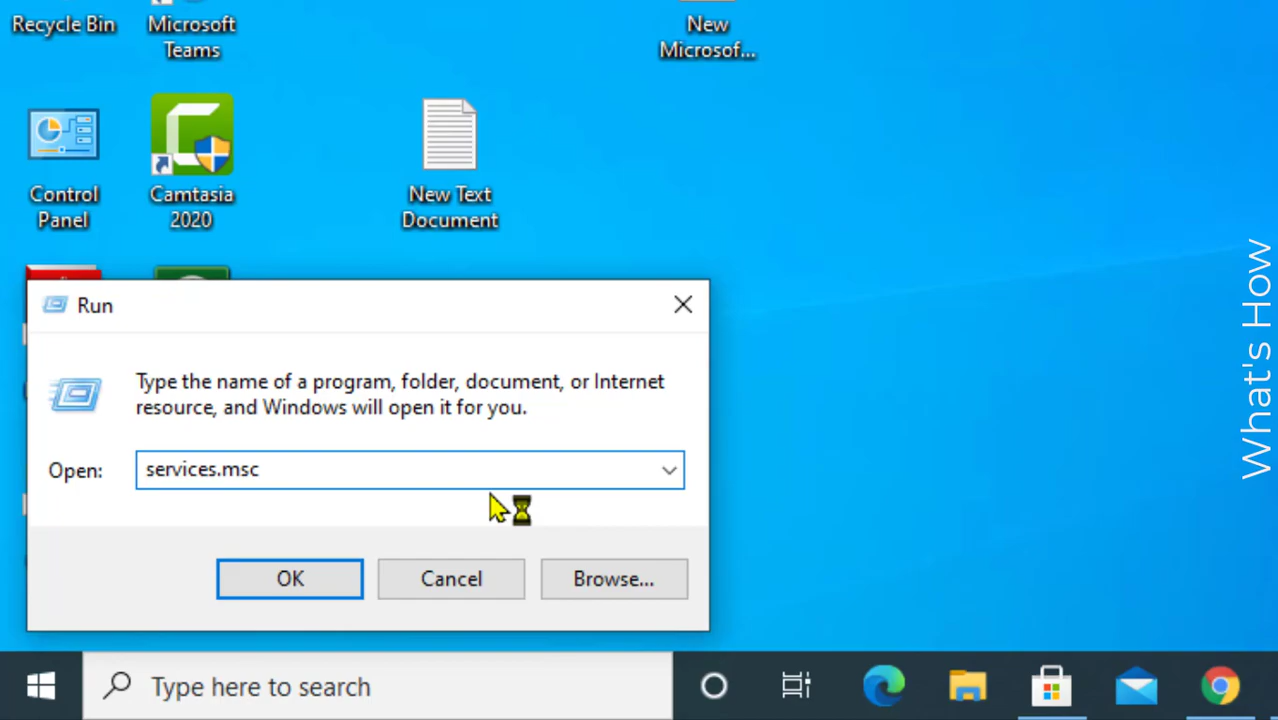 Recycle Bin
Microsoft
Teams
New
Microsof...
Control
Panel
Camtasia
2020
New Text
Document
What's How
Run
Type the name of a program, folder, document, or Internet
resource, and Windows will open it for you.
Open:
services.msc
OK
Cancel
Browse...
Type here to search